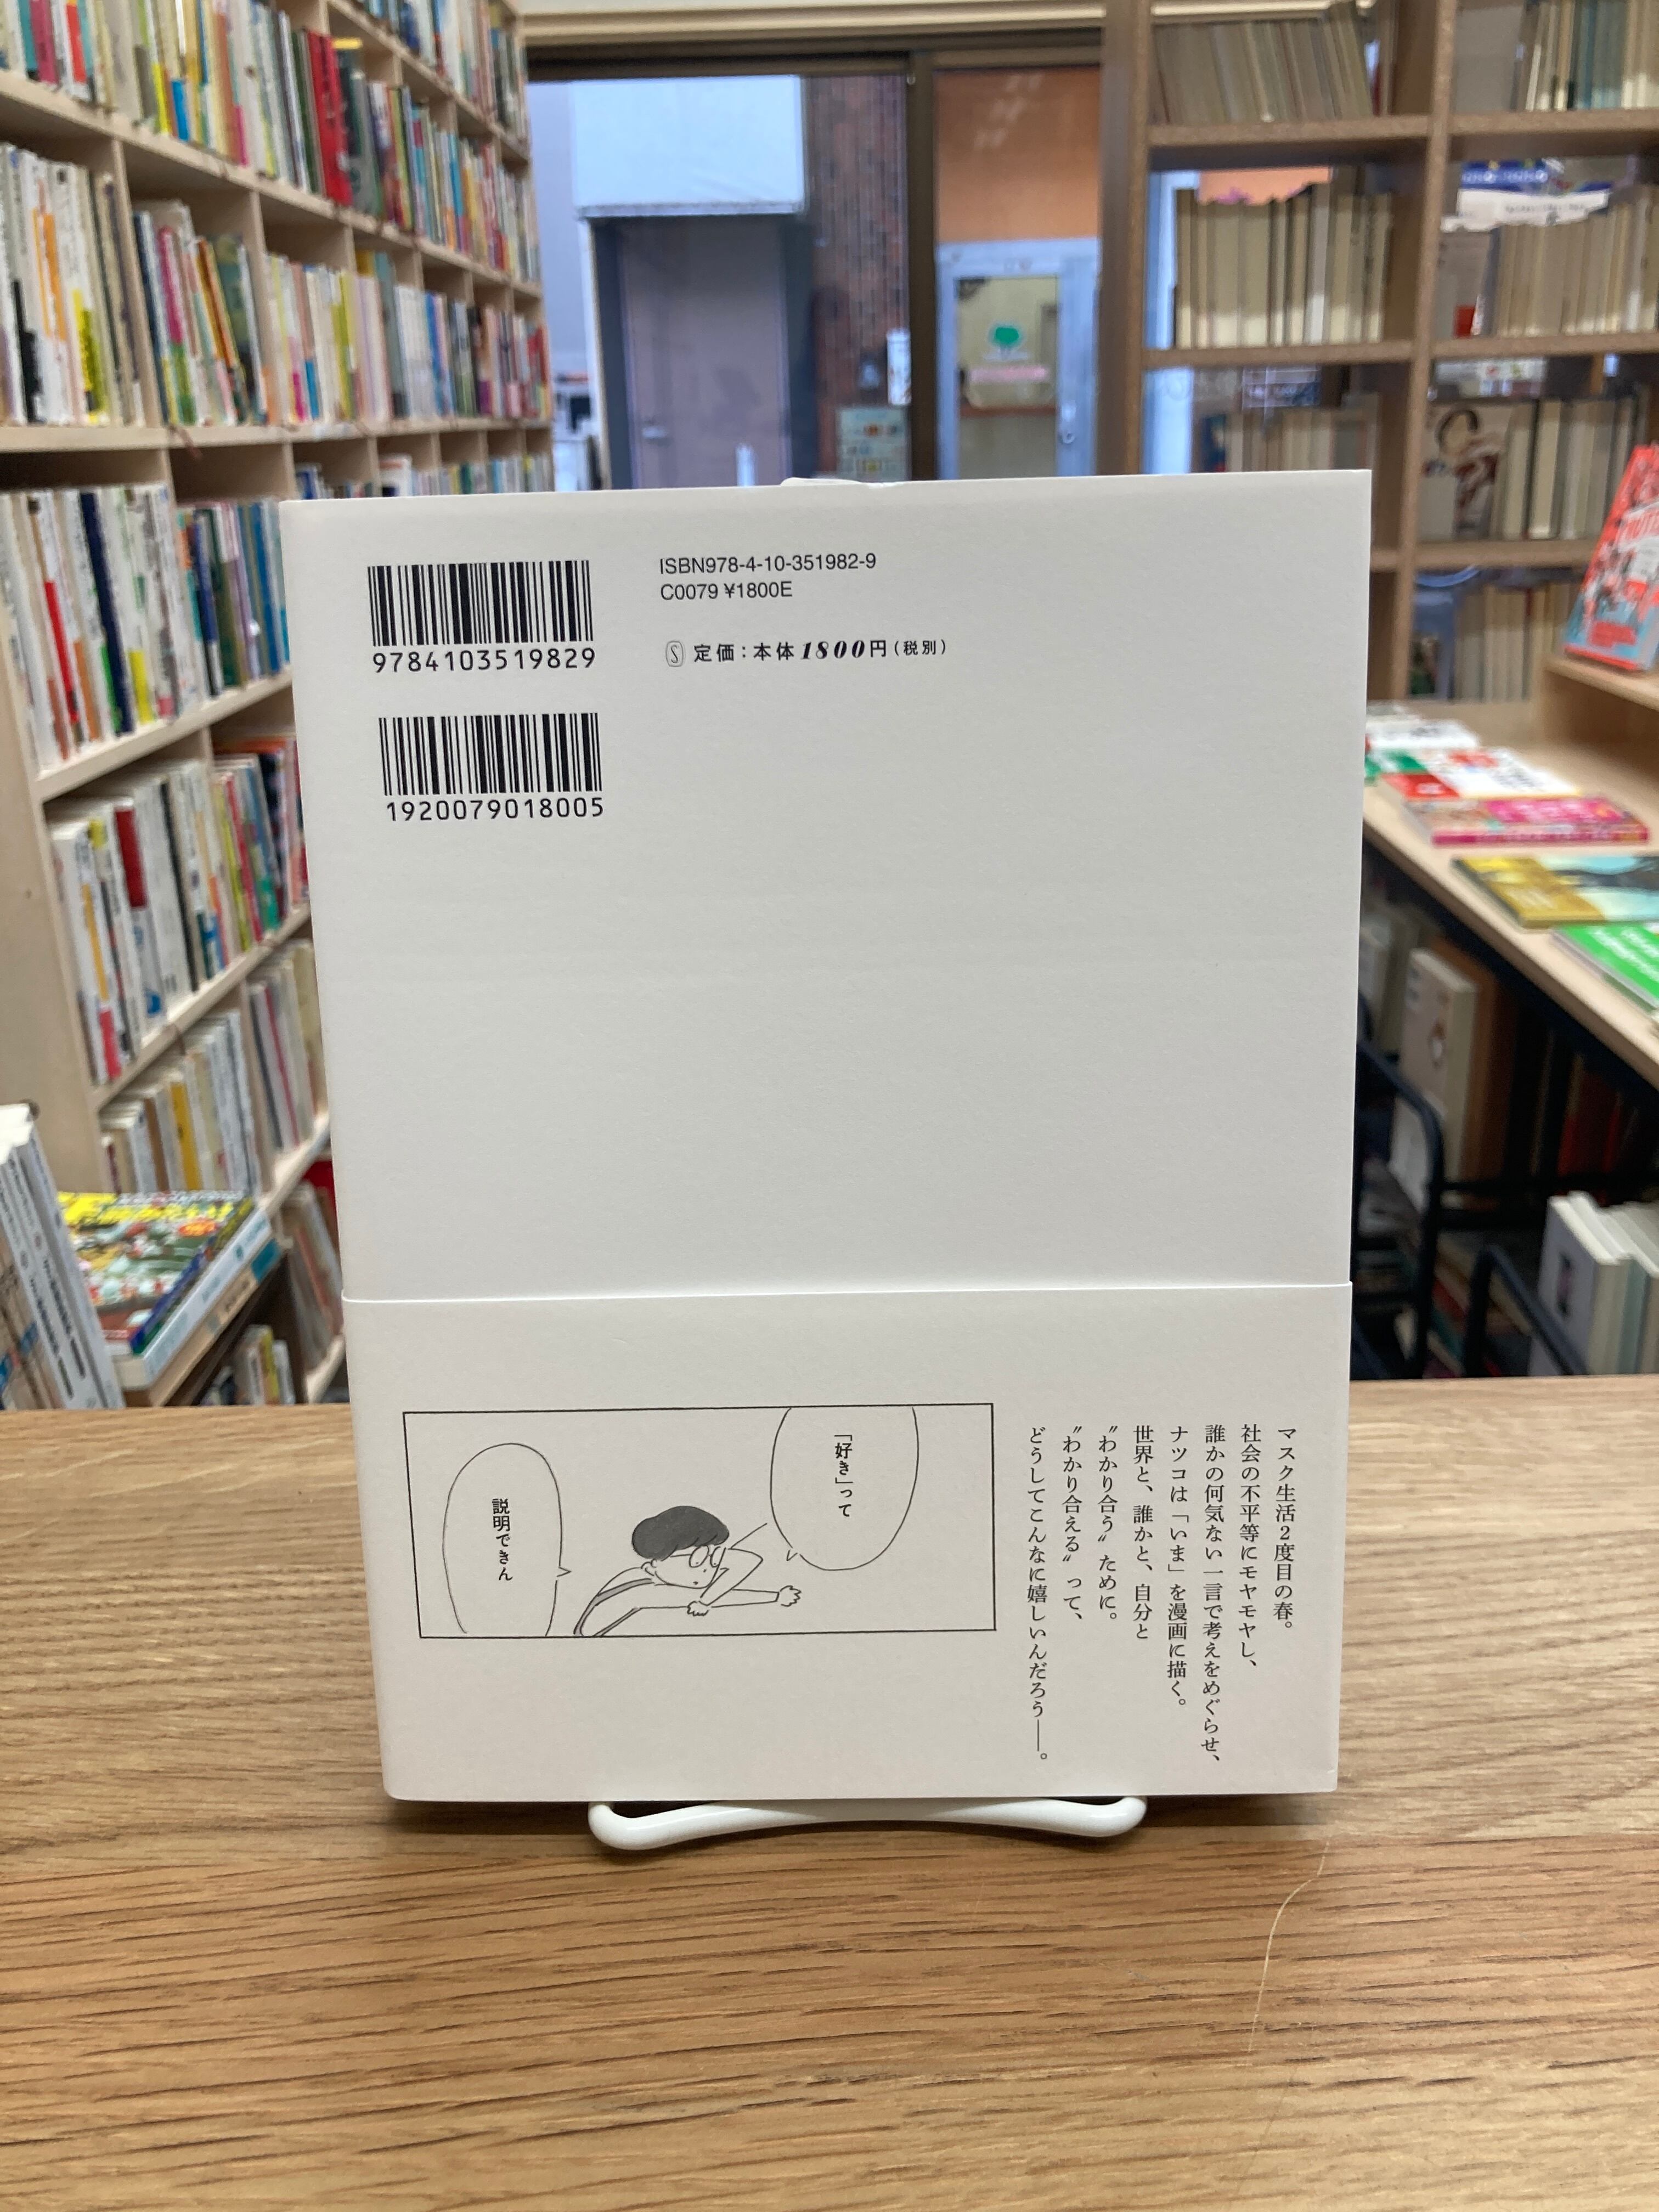 ISBN978-4-10-351982-9
C0079 ¥1800E
Ⓢ 定価：本体1800円（税別）
9784103519829
1920079018005
マスク生活2度目の春。
社会の不平等にモヤモヤし、
誰かの何気ない一言で考えをめぐらせ、
ナツコは「いま」を漫画に描く。
世界と、誰かと、自分と
〝わかり合う〟ために。
〝わかり合える〟って、
どうしてこんなに嬉しいんだろう――。
「好き」って
説明できん